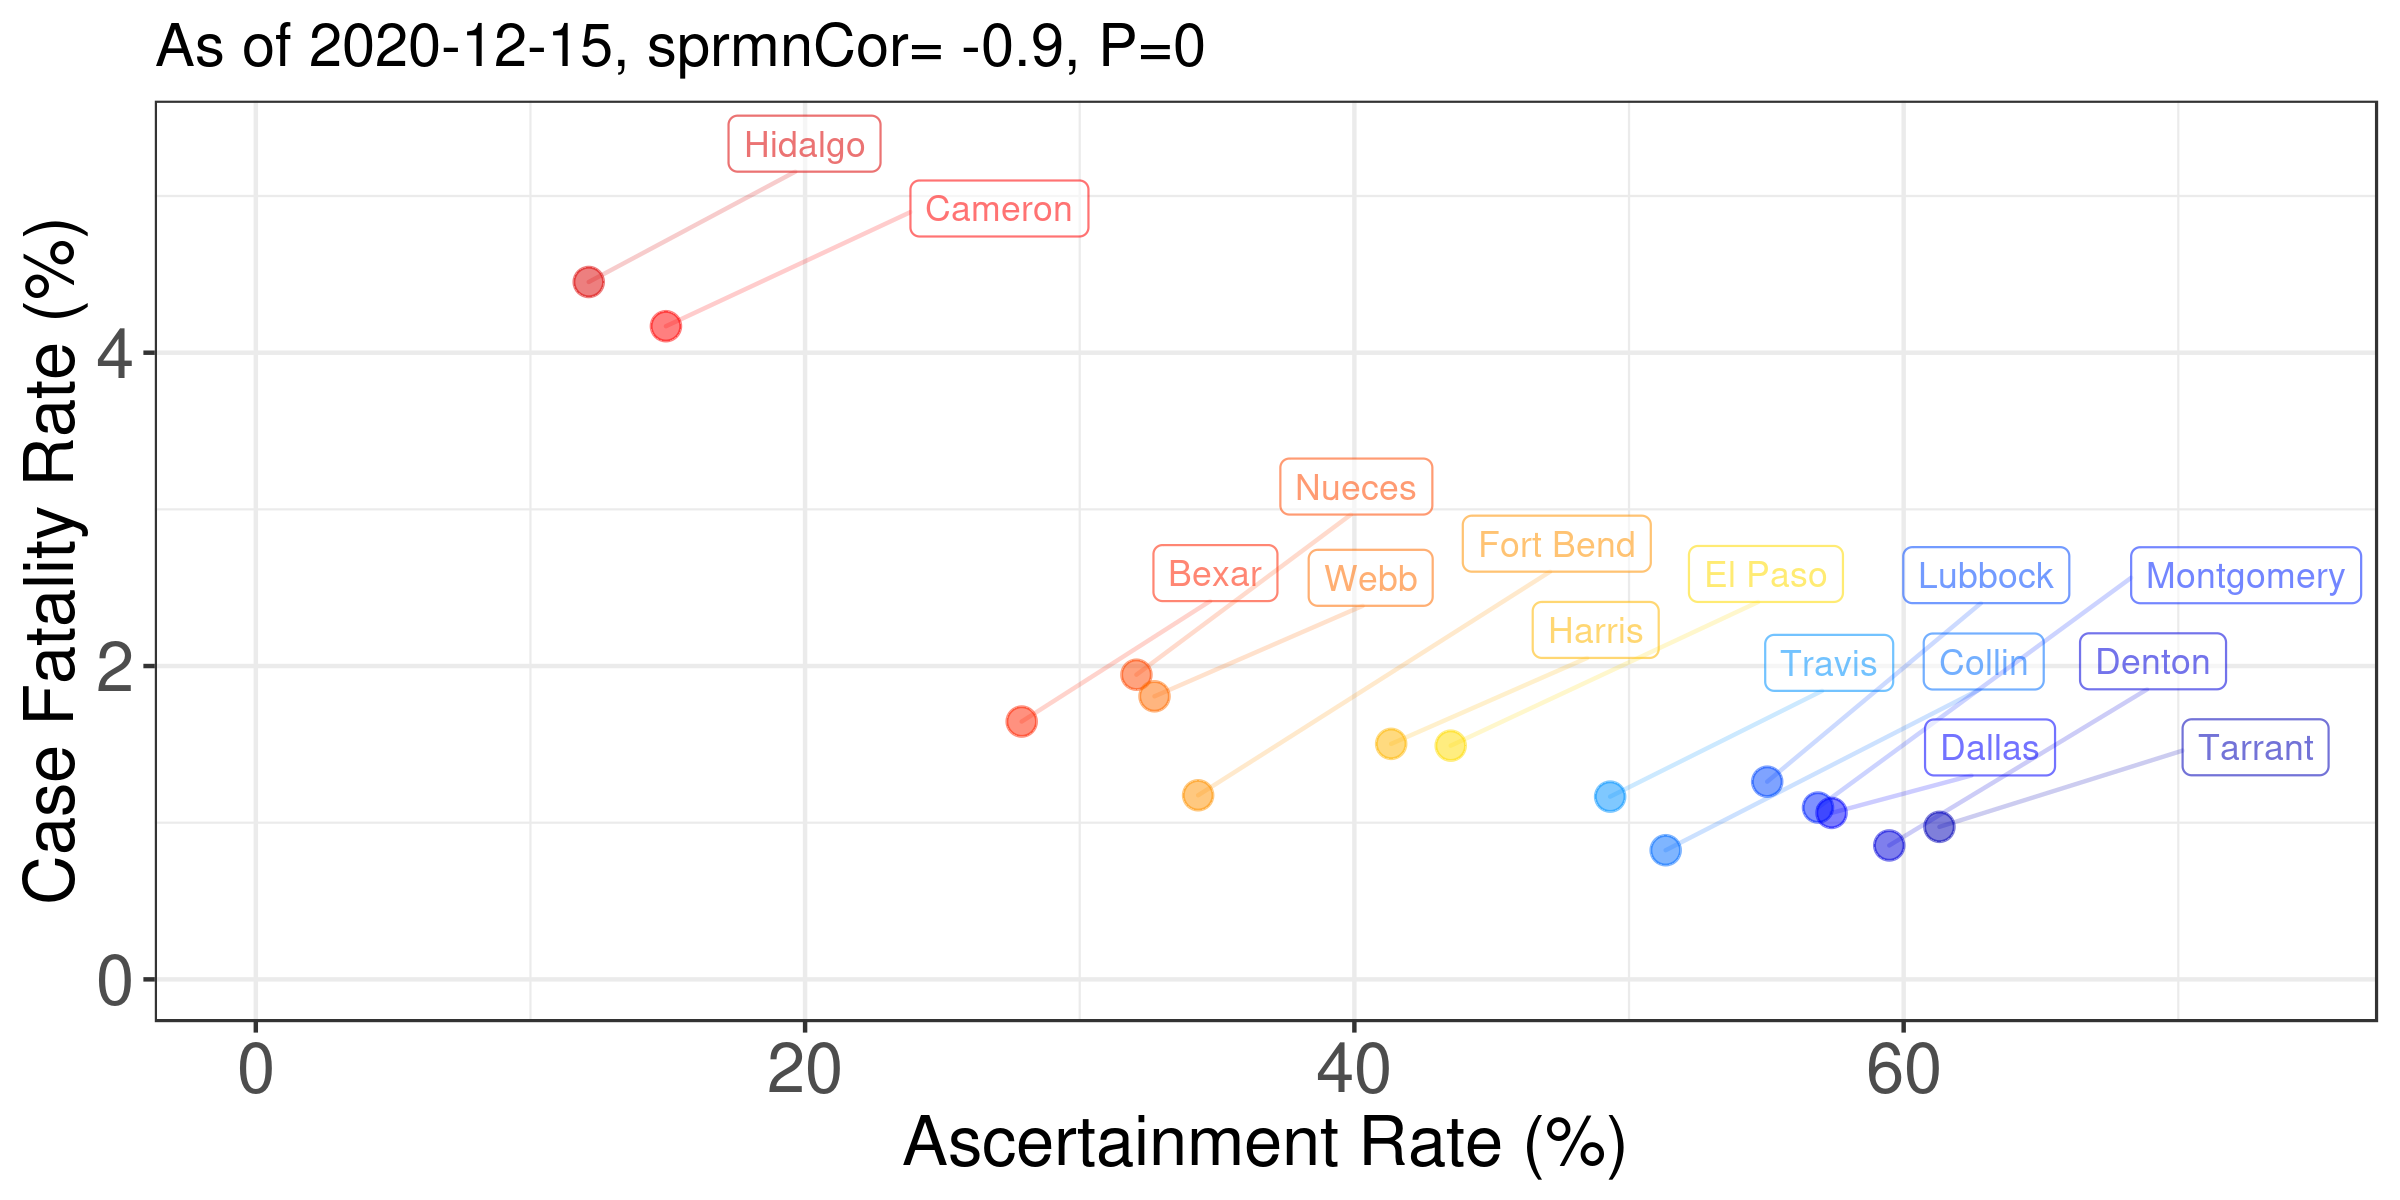 As of 2020-12-15, sprmnCor= -0.9, P=0
Hidalgo
Cameron
Nueces
Fort Bend
Bexar
Webb
El Paso
Lubbock
Montgomery
Harris
Travis
Collin
Denton
Dallas
Tarrant
Case Fatality Rate (%)
4
2
0
0 20 40 60
Ascertainment Rate (%)